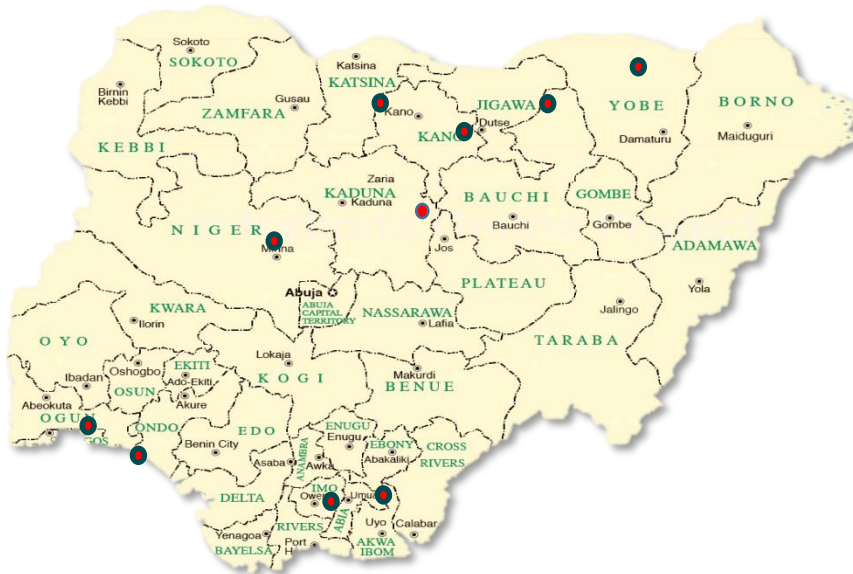 Sokoto
SOKOTO
Katsina
KATSINA
Birnin
Kebbi
Gusau
ZAMFARA
KEBBI
Kano
KANO
JIGAWA
Dutse
YOBE
Damaturu
BORNO
Maiduguri
Zaria
KADUNA
Kaduna
BAUCHI
Bauchi
GOMBE
Gombe
NIGER
Minna
Jos
ADAMAWA
Yola
PLATEAU
Abuja
ABUJA
CAPITAL
TERRITORY
NASSARAWA
Lafia
Jalingo
TARABA
KWARA
Ilorin
OYO
Oshogbo
Ibadan
OSUN
EKITI
Ado-Ekiti
Akure
Lokaja
KOGI
Makurdi
BENUE
Abeokuta
OGUN
GOS
ONDO
EDO
Benin City
ENUGU
Enugu
EBONY
Abakaliki
CROSS
RIVERS
Asaba
ANAMBRA
Awka
DELTA
IMO
Owe
Umua
ABIA
RIVERS
Yenagoa
BAYELSA
Port
H
Uyo
Calabar
AKWA
IBOM